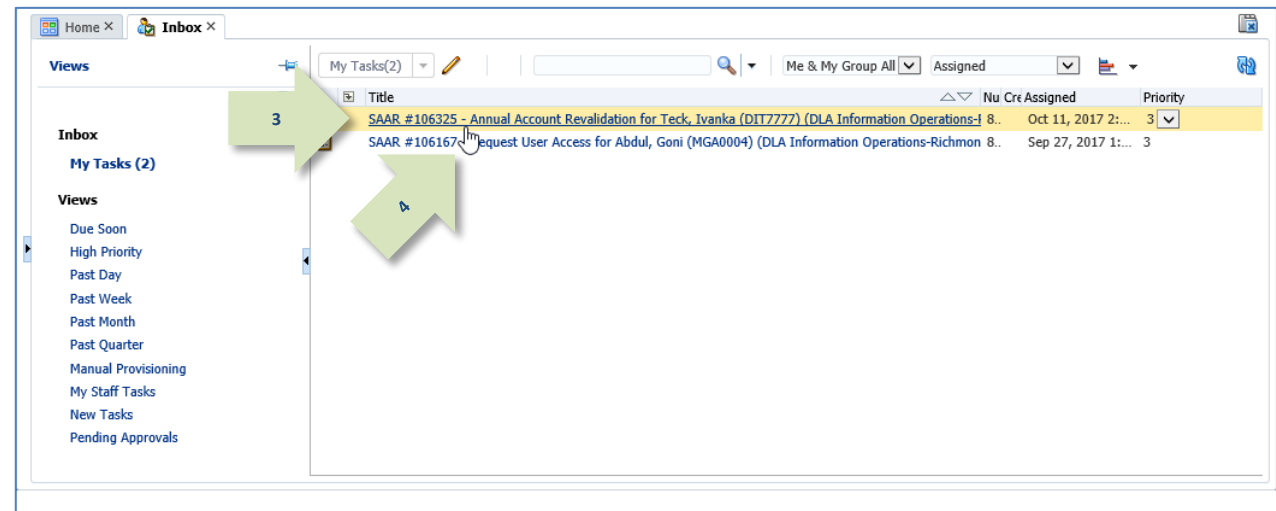 Home × Inbox ×
Views
My Tasks(2) Me & My Group All Assigned
Title Nu Cre Assigned Priority
3
SAAR #106325 - Annual Account Revalidation for Teck, Ivanka (DIT7777) (DLA Information Operations- 8.. Oct 11, 2017 2:... 3
Inbox
SAAR #106167 equest User Access for Abdul, Goni (MGA0004) (DLA Information Operations-Richmon 8.. Sep 27, 2017 1:... 3
My Tasks (2)
Views
4
Due Soon
High Priority
Past Day
Past Week
Past Month
Past Quarter
Manual Provisioning
My Staff Tasks
New Tasks
Pending Approvals